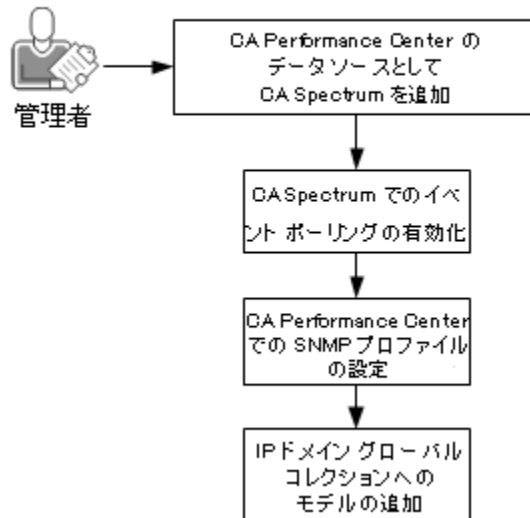 管理者
CA Performance Center の
データソースとして
CA Spectrum を追加
CA Spectrum でのイベ
ント ポーリングの有効化
CA Performance Center
での SNMP プロファイル
の設定
IP ドメイン グローバル
コレクションへの
モデルの追加